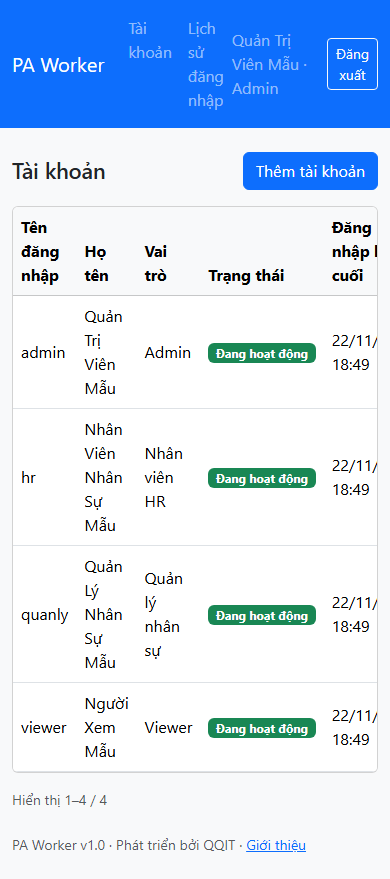 PA Worker
Tài
khoản
Lịch
sử
đăng
nhập
Quản Trị
Viên Mẫu ·
Admin
Đăng
xuất
Tài khoản
Thêm tài khoản
Tên
đăng
nhập
Họ
tên
Vai
trò
Trạng thái
Đăng
nhập
cuối
admin
Quản
Trị
Viên
Mẫu
Admin
Đang hoạt động
22/11/
18:49
hr
Nhân
Viên
Nhân
Sự
Mẫu
Nhân
viên
HR
Đang hoạt động
22/11/
18:49
quanly
Quản
Lý
Nhân
Sự
Mẫu
Quản
lý
nhân
sự
Đang hoạt động
22/11/
18:49
viewer
Người
Xem
Mẫu
Viewer
Đang hoạt động
22/11/
18:49
Hiển thị 1–4 / 4
PA Worker v1.0 · Phát triển bởi QQIT · Giới thiệu